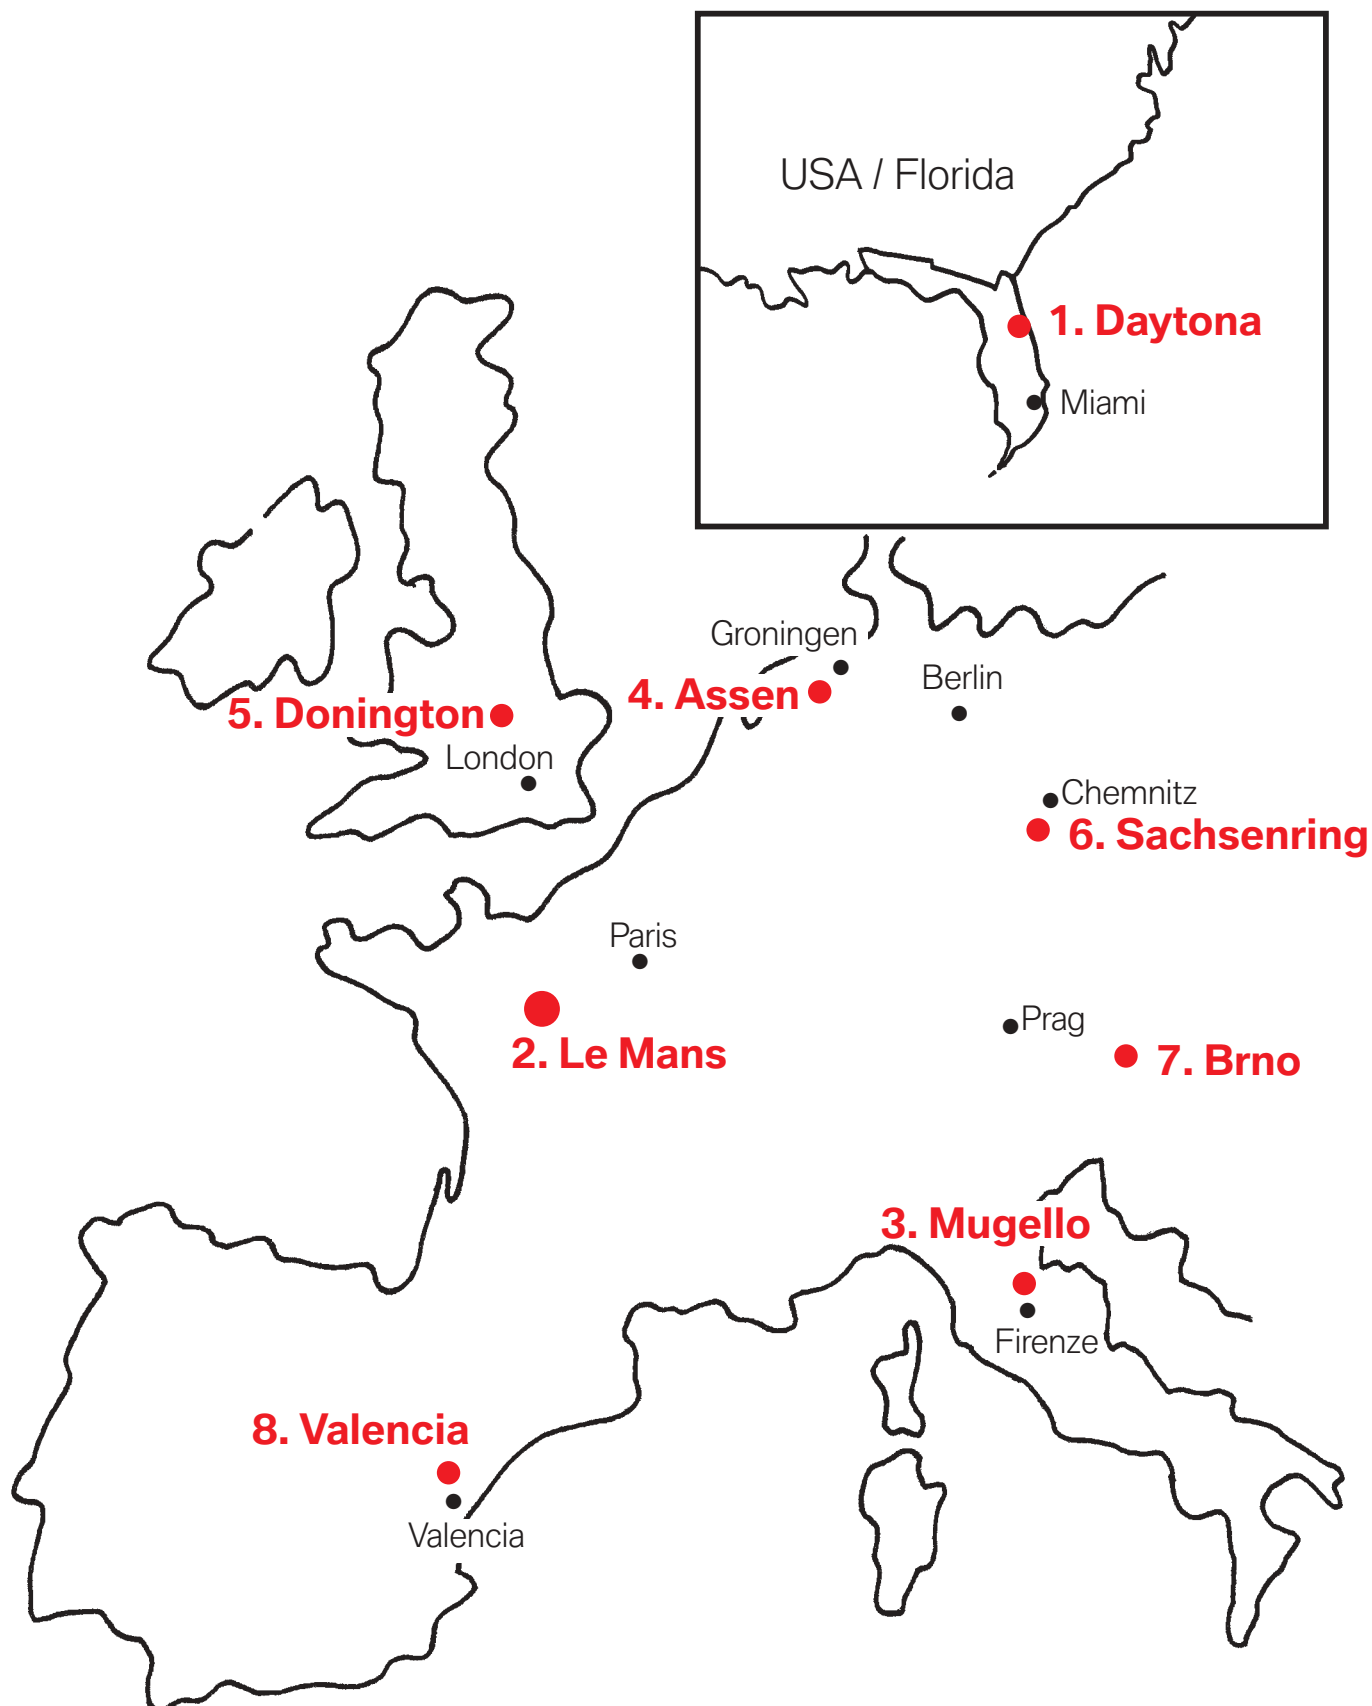 USA / Florida
1. Daytona
Miami
Groningen
Berlin
4. Assen
5. Donington
London
Chemnitz
6. Sachsenring
Paris
2. Le Mans
Prag
7. Brno
3. Mugello
Firenze
8. Valencia
Valencia